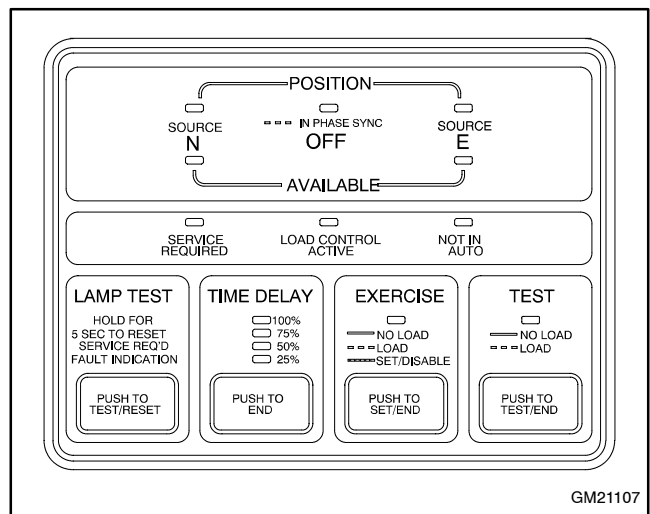 POSITION
SOURCE
N
IN PHASE SYNC
OFF
SOURCE
E
AVAILABLE
SERVICE
REQUIRED
LOAD CONTROL
ACTIVE
NOT IN
AUTO
LAMP TEST
HOLD FOR
5 SEC TO RESET
SERVICE REQ'D
FAULT INDICATION
PUSH TO
TEST/RESET
TIME DELAY
100%
75%
50%
25%
PUSH TO
END
EXERCISE
NO LOAD
LOAD
SET/DISABLE
PUSH TO
SET/END
TEST
NO LOAD
LOAD
PUSH TO
TEST/END
GM21107